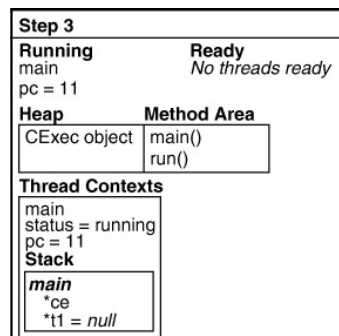 Step 3
Running Ready
main No threads ready
pc = 11
Heap Method Area
CExec object main()
run()
Thread Contexts
main
status = running
pc = 11
Stack
main
*ce
*t1 = null